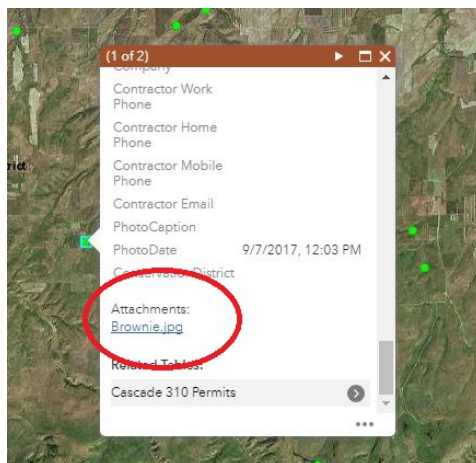 (1 of 2)
Company
Contractor Work
Phone
Contractor Home
Phone
Contractor Mobile
Phone
Contractor Email
PhotoCaption
PhotoDate 9/7/2017, 12:03 PM
Conservation District
Attachments:
Brownie.jpg
Related Tables:
Cascade 310 Permits